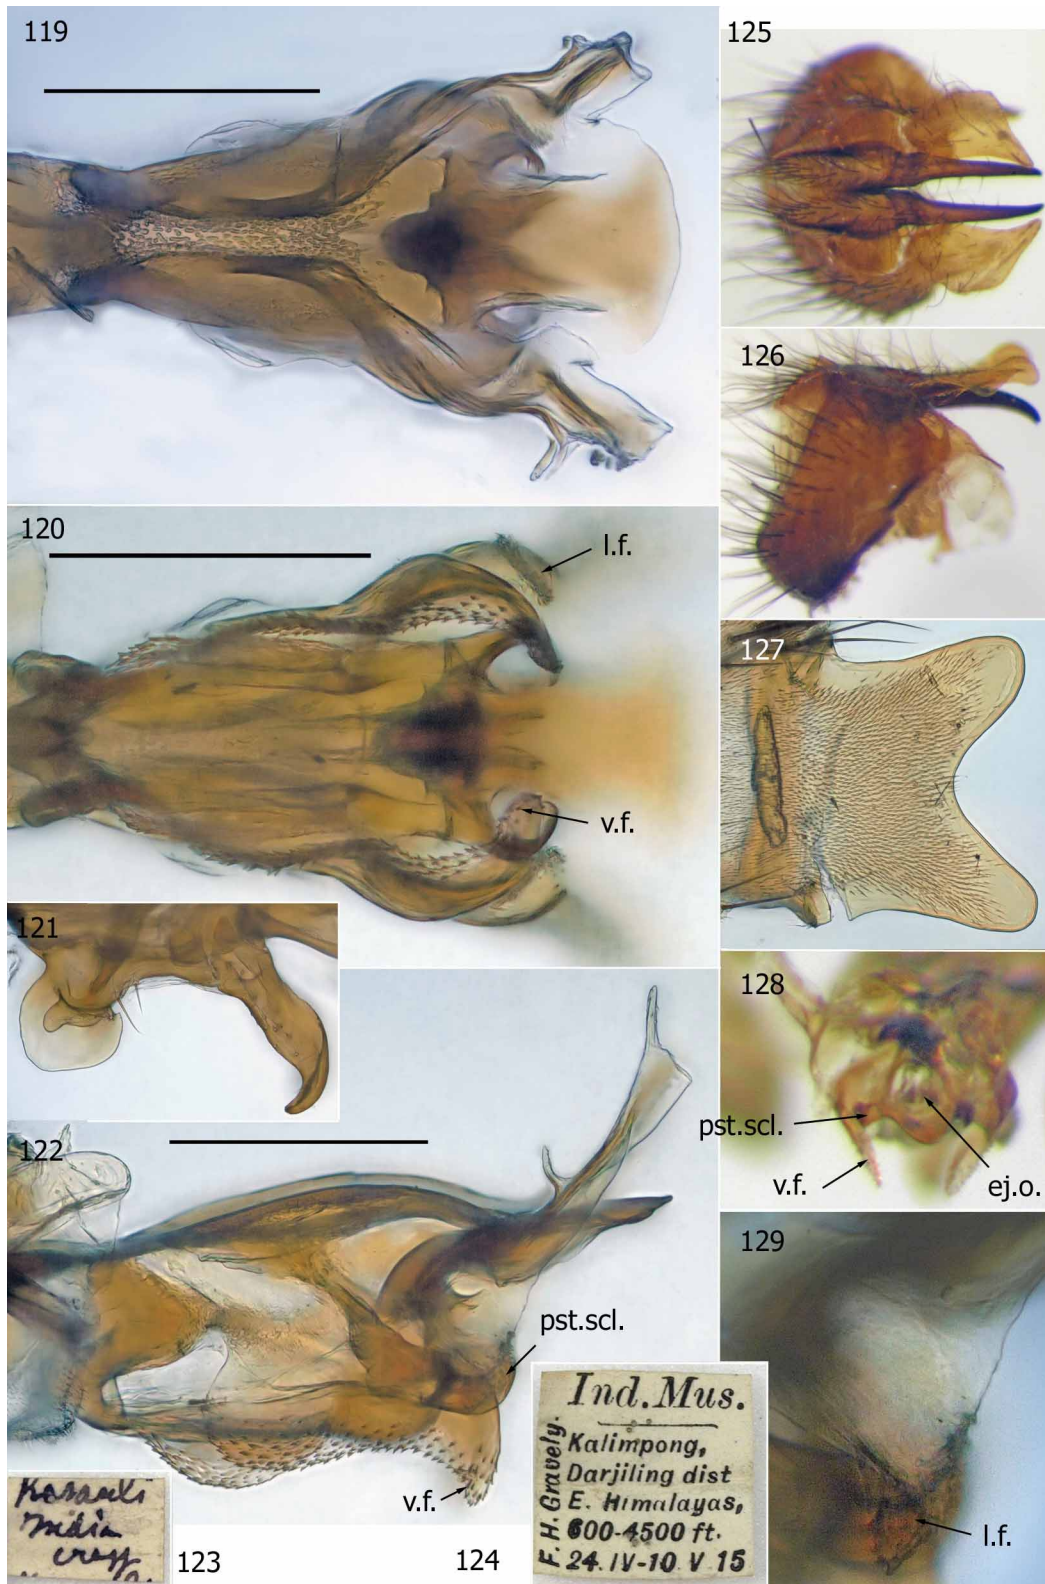 119
125
126
120
l.f.
127
v.f.
121
128
pst.scl.
v.f.
ej.o.
122
129
pst.scl.
Ind. Mus.
F. H. Gravely.
Kalimpong,
Darjiling dist
E. Himalayas,
600-4500 ft.
24. IV-10 V 15
v.f.
l.f.
Kasauli
India
123
124